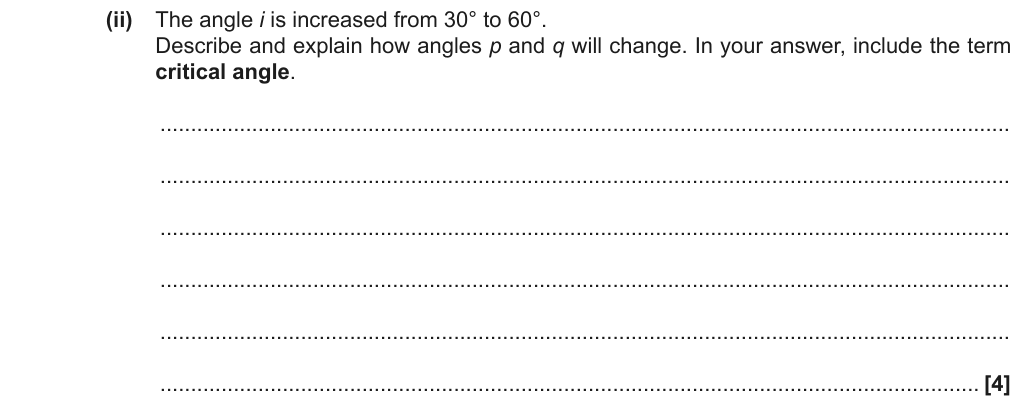 (ii) The angle i is increased from 30° to 60°.
Describe and explain how angles p and q will change. In your answer, include the term
critical angle.
[4]